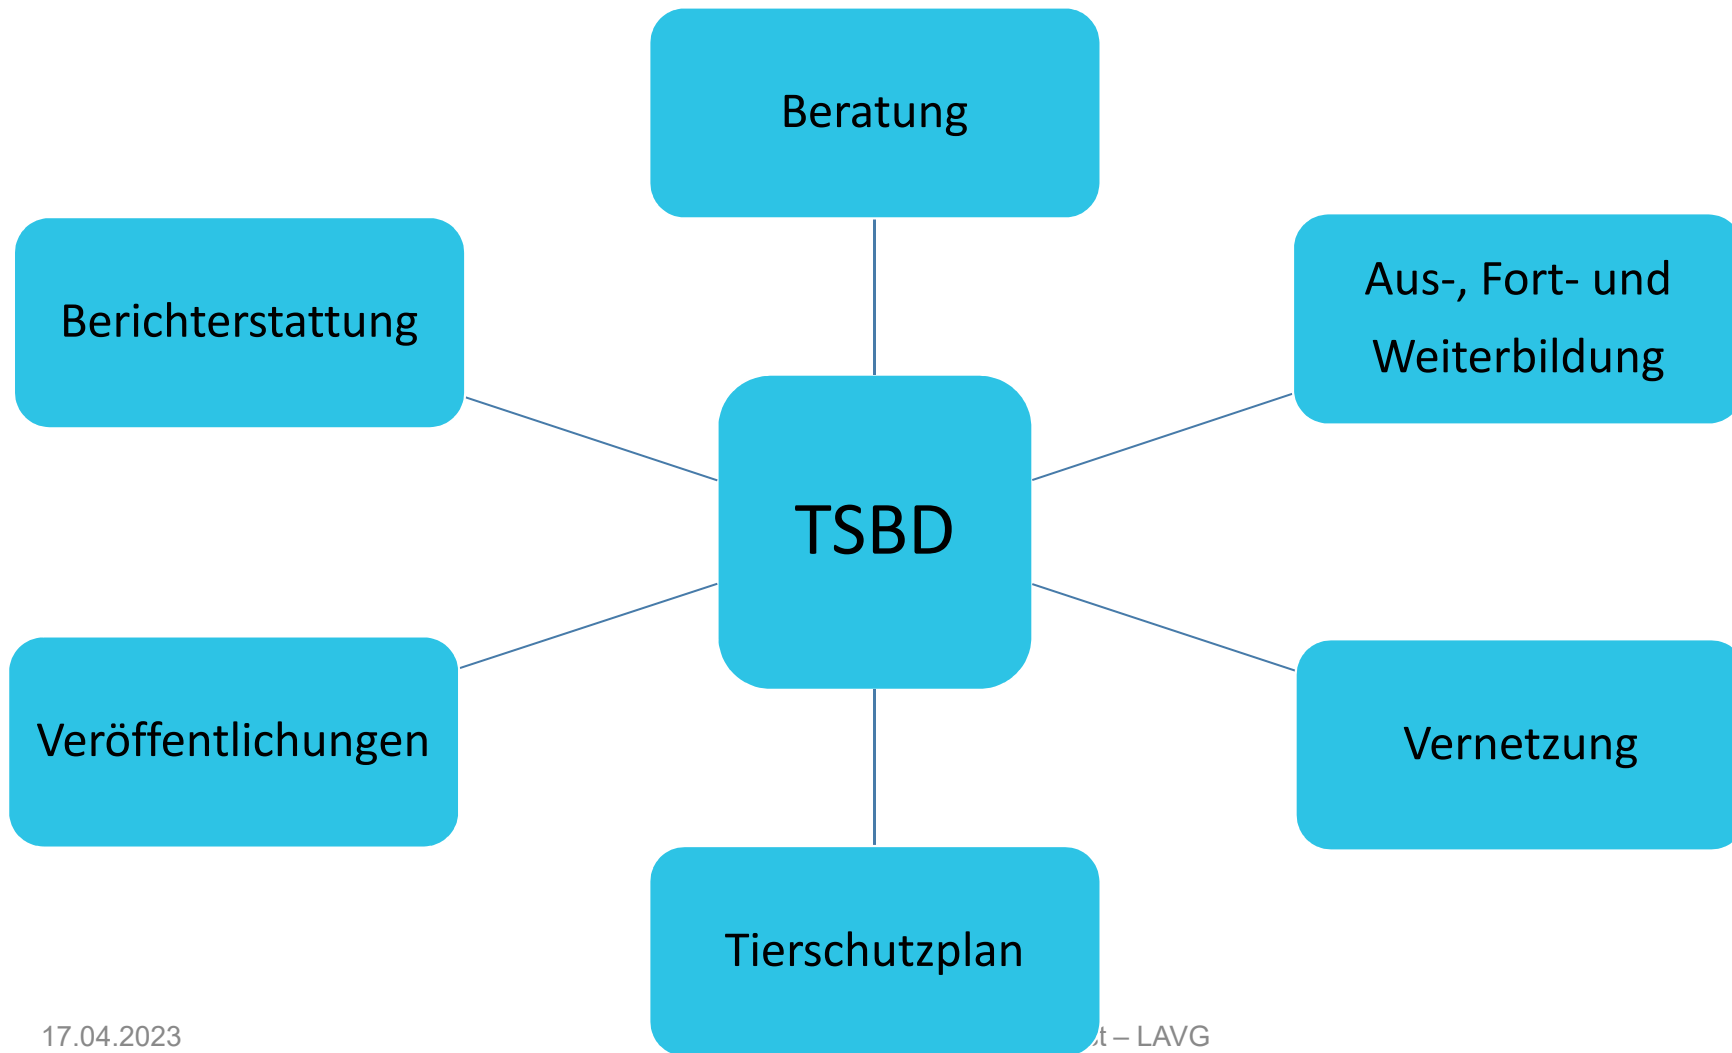 Beratung
Berichterstattung
Aus-, Fort- und
Weiterbildung
TSBD
Veröffentlichungen
Vernetzung
Tierschutzplan
17.04.2023
– LAVG